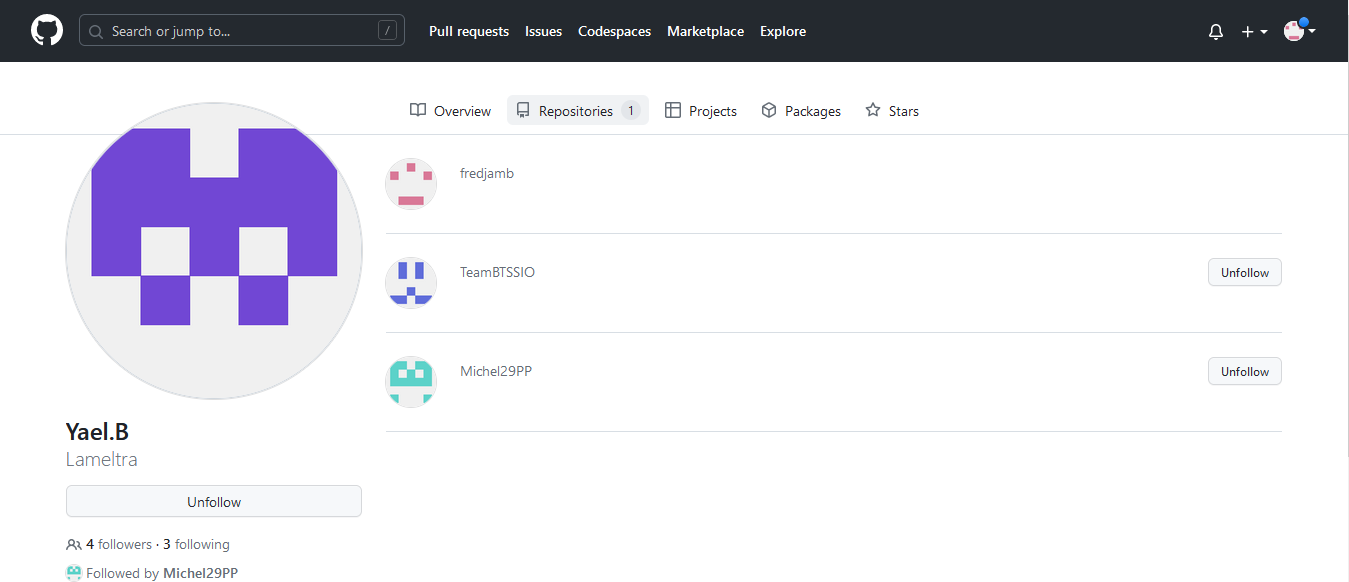 Search or jump to... /
Pull requests Issues Codespaces Marketplace Explore
Overview Repositories 1 Projects Packages Stars
fredjamb
TeamBTSSIO Unfollow
Michel29PP Unfollow
Yael.B
Lameltra
Unfollow
4 followers · 3 following
Followed by Michel29PP